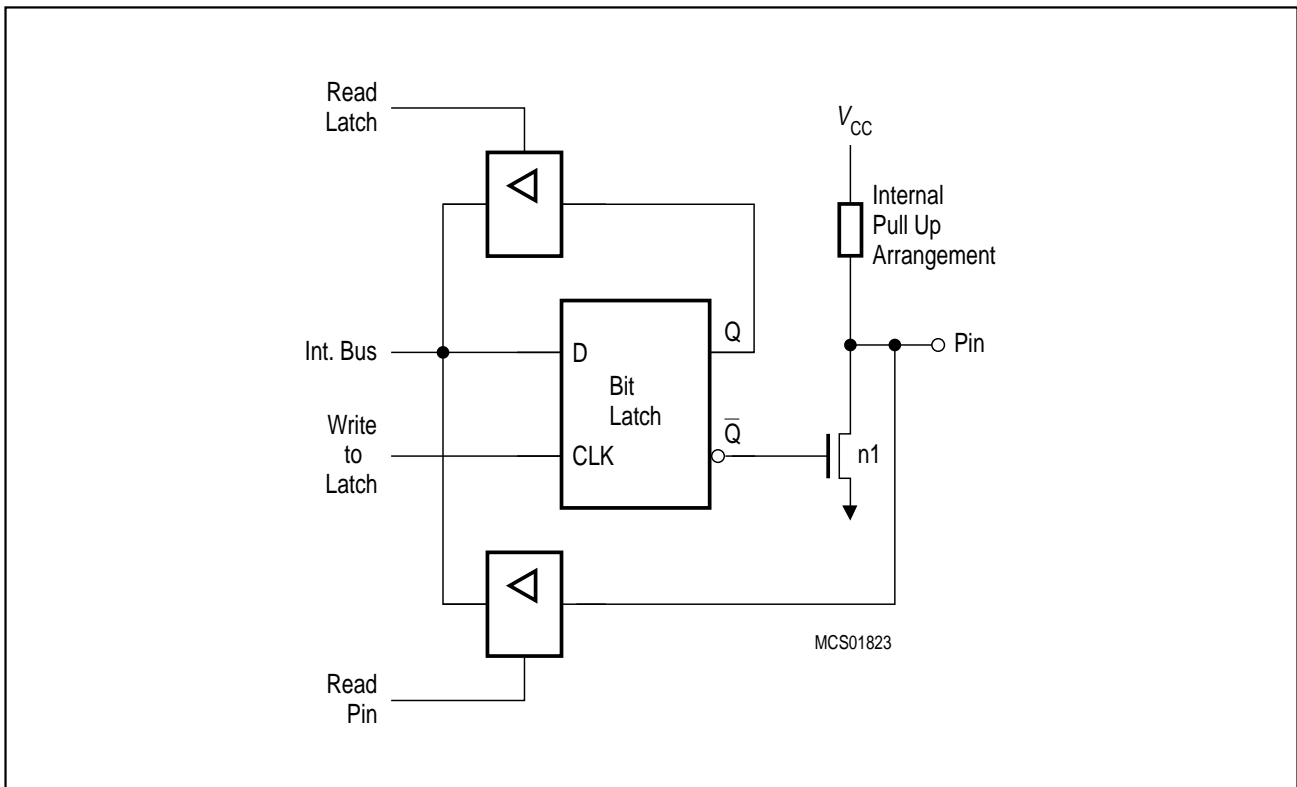 Read
Latch
V CC
Internal
Pull Up
Arrangement
Q
Int. Bus
D
Pin
Bit
Latch
Write
to
Latch
Q̅
CLK
n1
MCS01823
Read
Pin